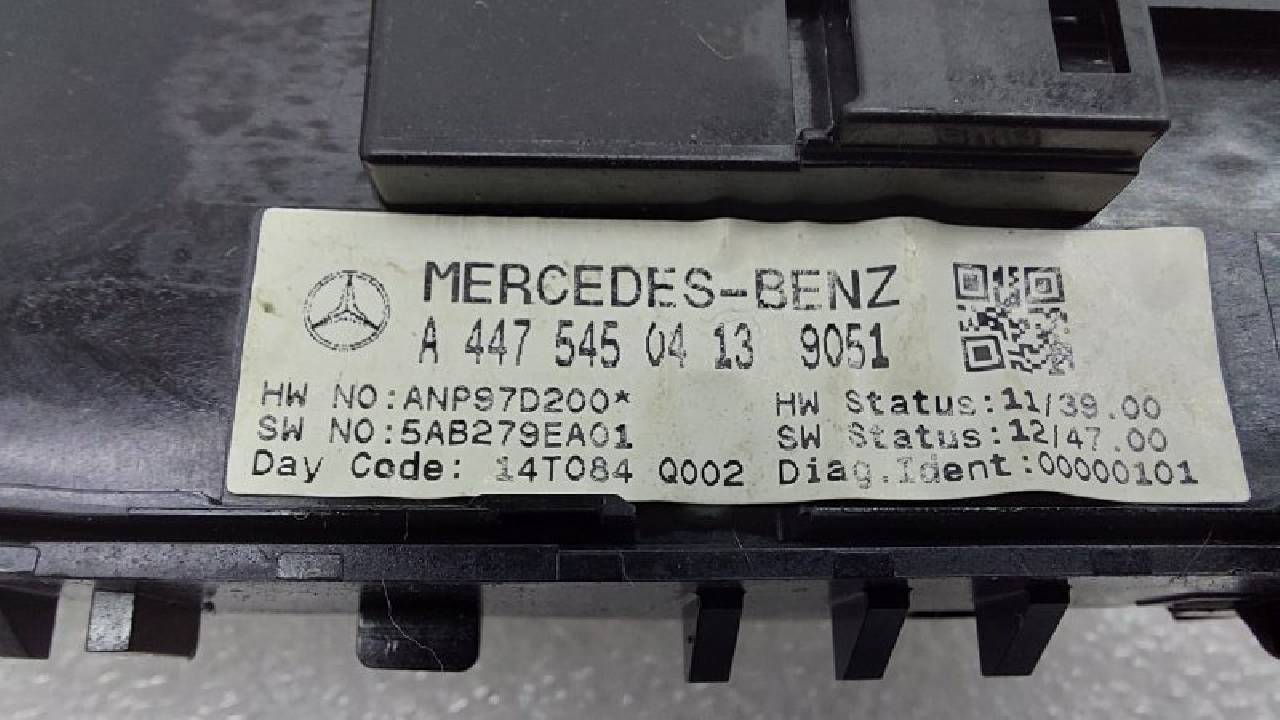 MERCEDES-BENZ
A 447 545 04 13 9051
HW NO:ANP97D200* HW Status:11/39.00
SW NO:5AB279EA01 SW Status:12/47.00
Day Code: 14T084 Q002 Diag.Ident:00000101